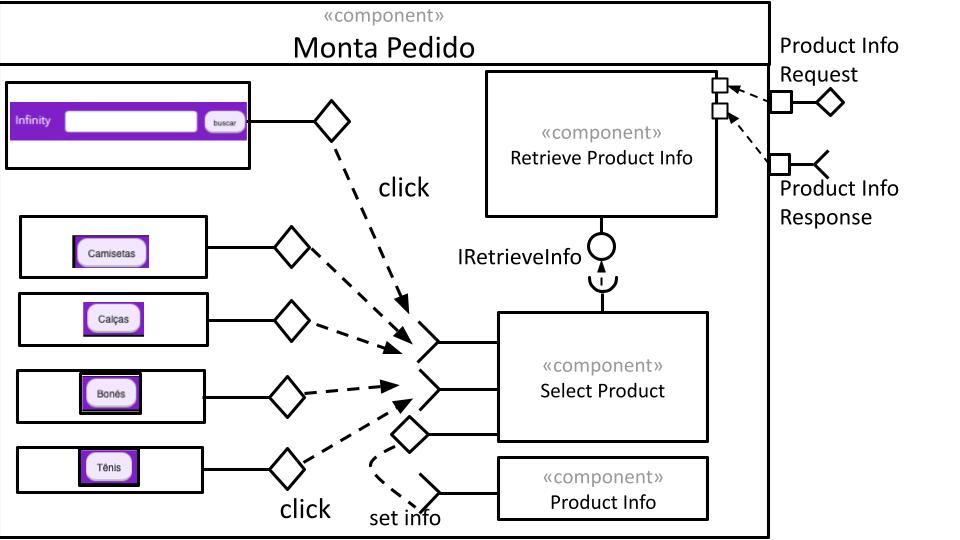 «component»
Monta Pedido
Product Info
Request
Infinity
buscar
«component»
Retrieve Product Info
click
Product Info
Response
Camisetas
IRetrieveInfo
Calças
«component»
Select Product
Bonés
Tênis
«component»
Product Info
click
set info